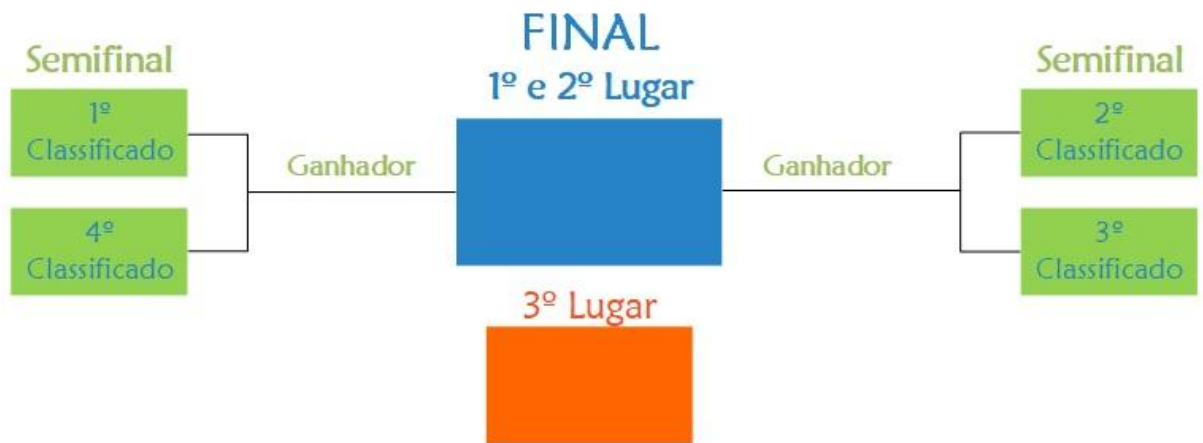 FINAL
1º e 2º Lugar
Semifinal
1º
Classificado
4º
Classificado
Ganhador
Ganhador
Semifinal
2º
Classificado
3º
Classificado
3º Lugar